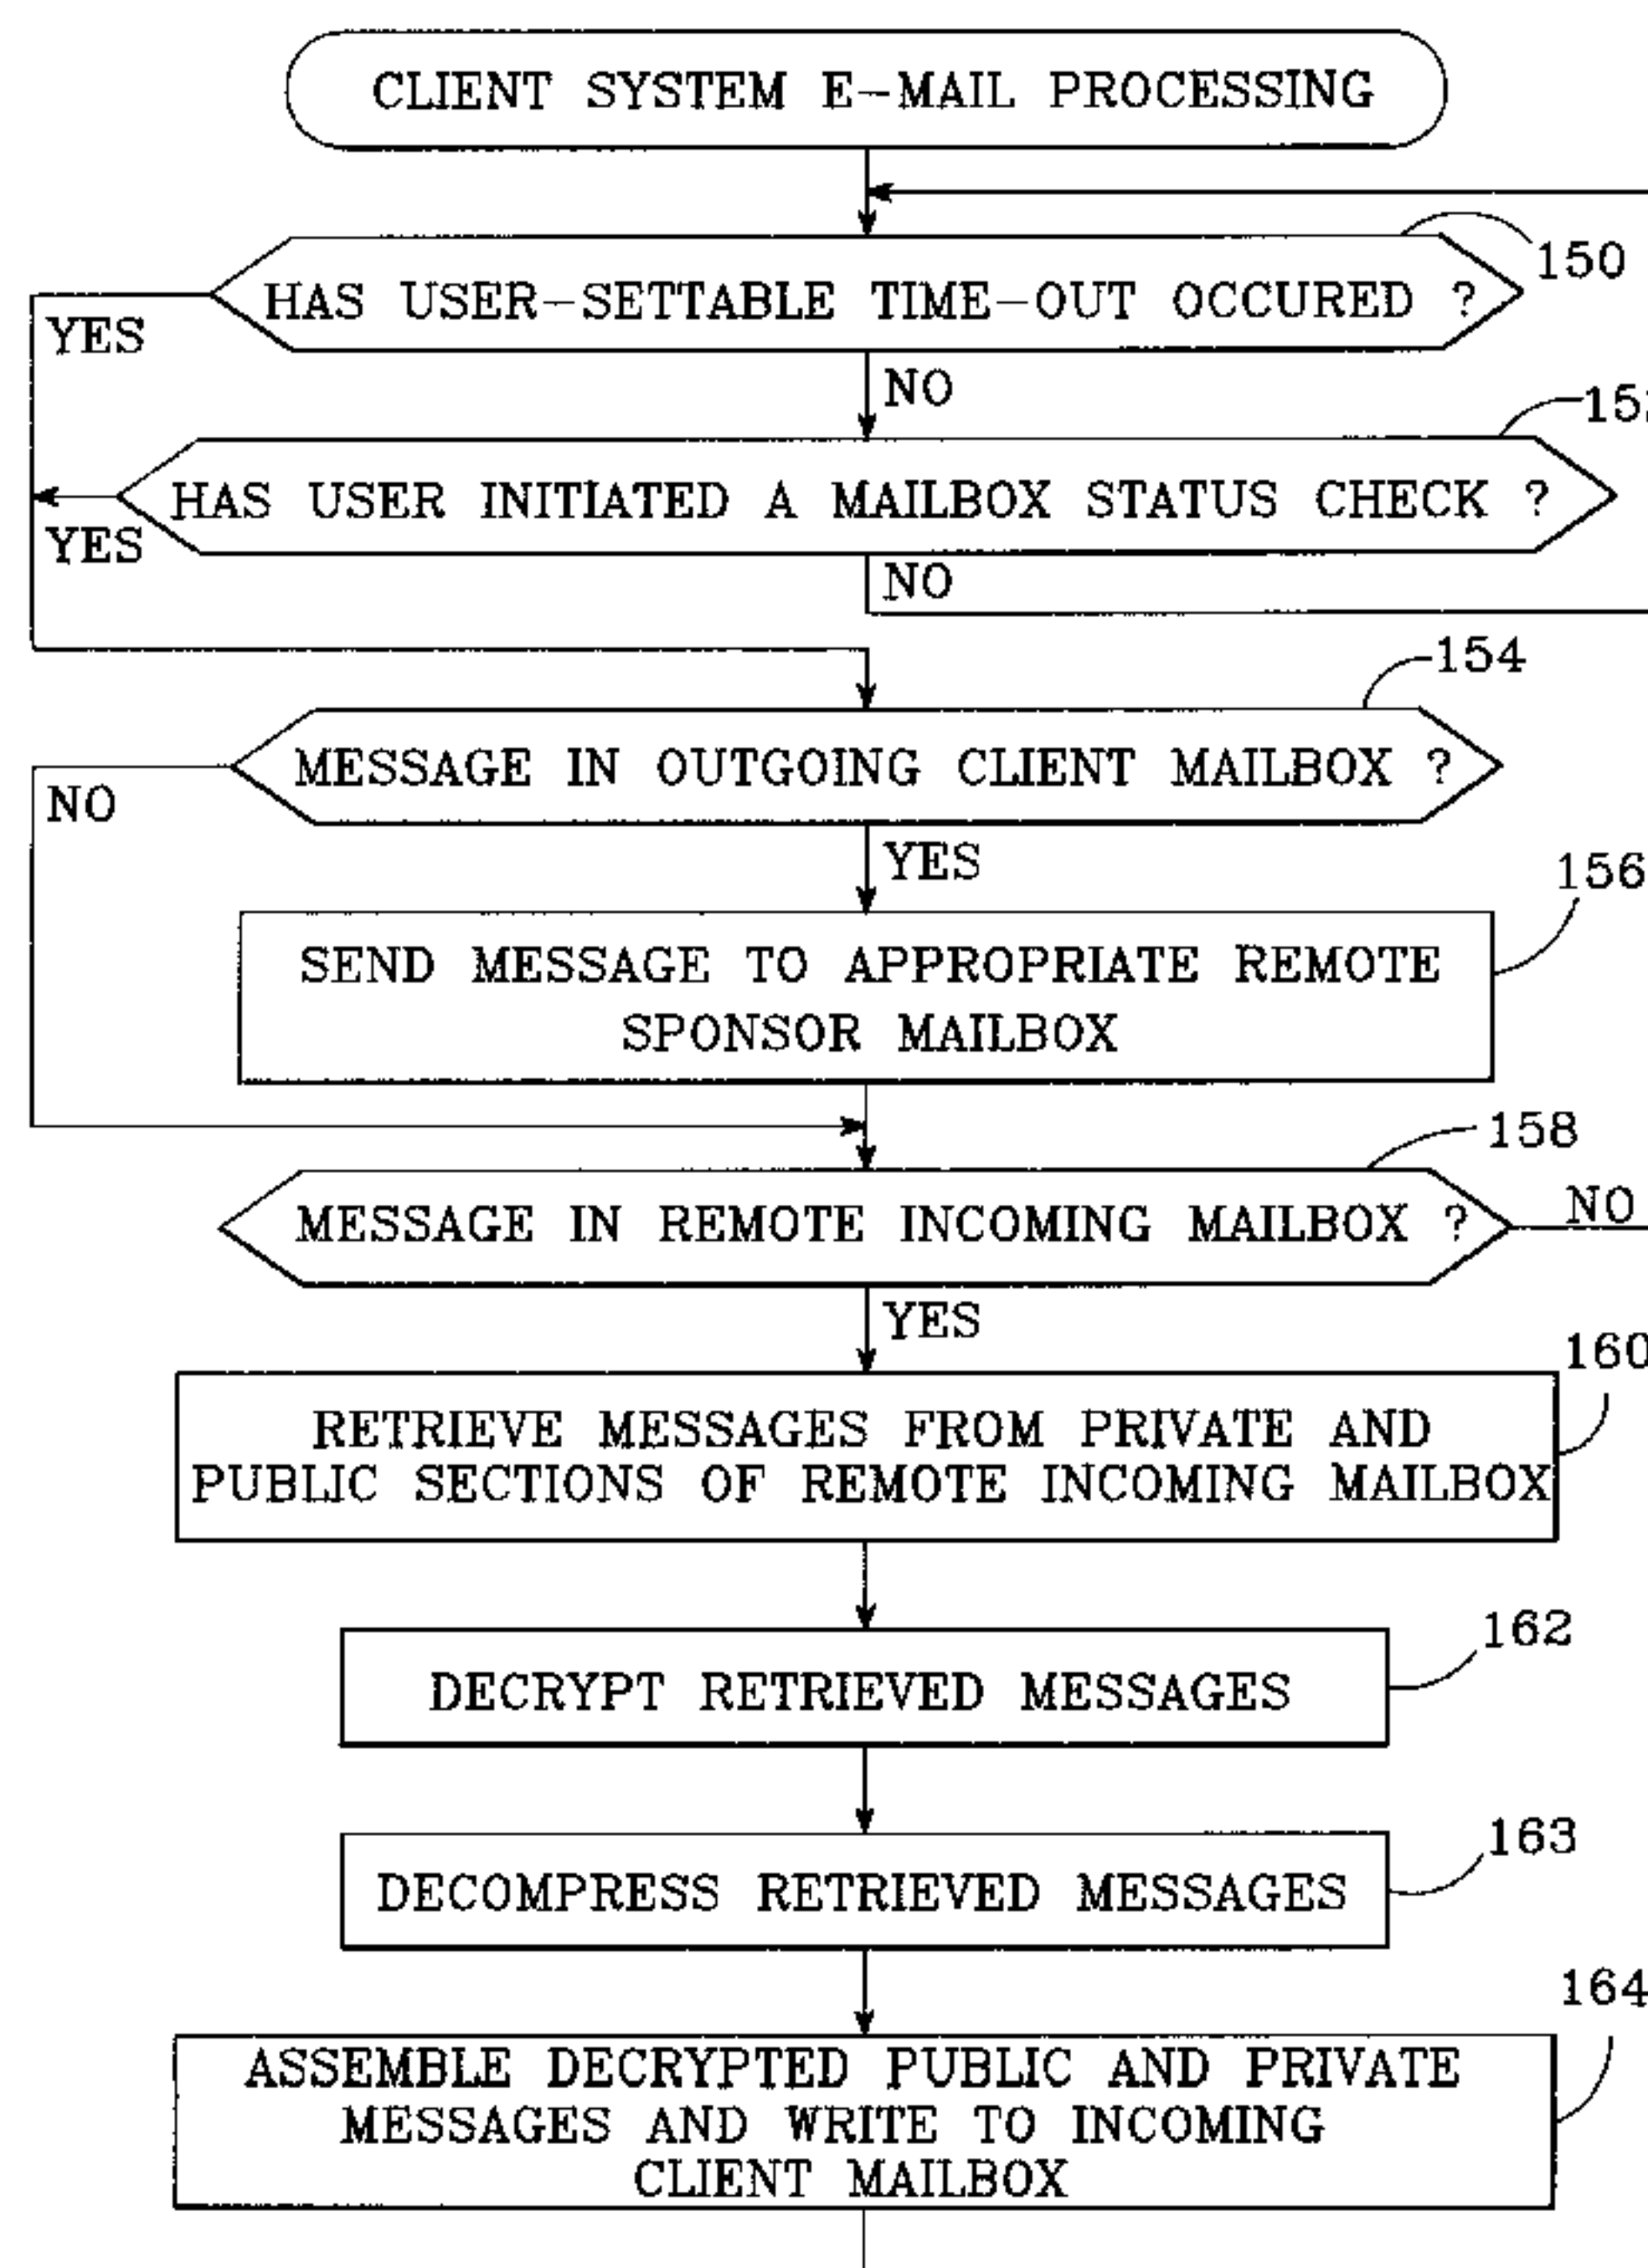 CLIENT SYSTEM E-MAIL PROCESSING
150
HAS USER-SETTABLE TIME-OUT OCCURED ?
YES
NO
HAS USER INITIATED A MAILBOX STATUS CHECK ?
YES
NO
154
MESSAGE IN OUTGOING CLIENT MAILBOX ?
NO
YES
156
SEND MESSAGE TO APPROPRIATE REMOTE
SPONSOR MAILBOX
158
MESSAGE IN REMOTE INCOMING MAILBOX ?
NO
YES
160
RETRIEVE MESSAGES FROM PRIVATE AND
PUBLIC SECTIONS OF REMOTE INCOMING MAILBOX
162
DECRYPT RETRIEVED MESSAGES
163
DECOMPRESS RETRIEVED MESSAGES
164
ASSEMBLE DECRYPTED PUBLIC AND PRIVATE
MESSAGES AND WRITE TO INCOMING
CLIENT MAILBOX